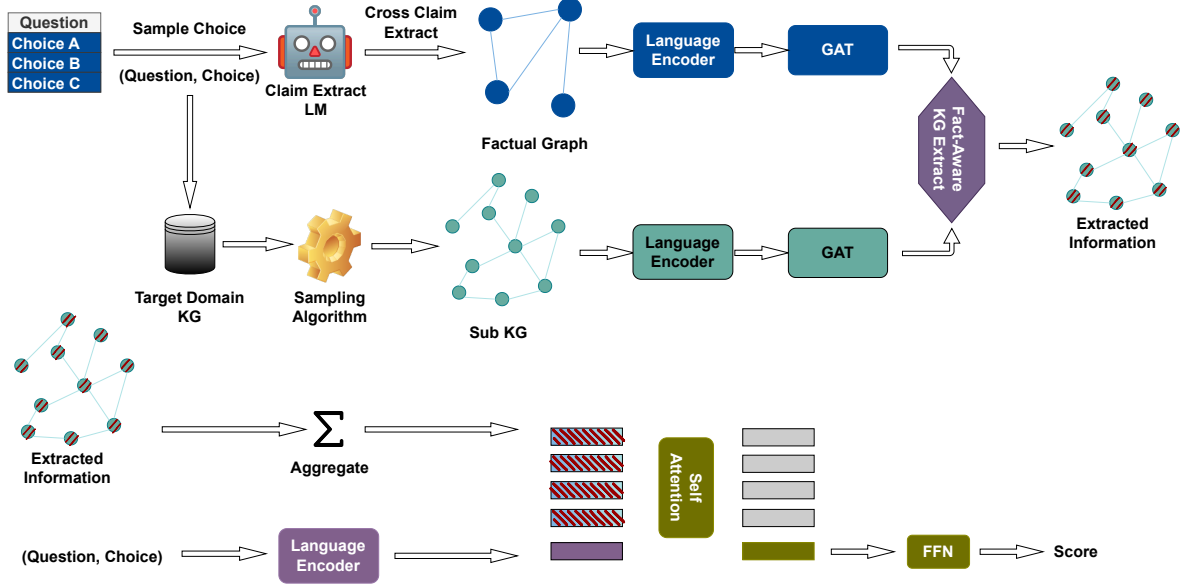 Question
Choice A
Choice B
Choice C
Sample Choice
(Question, Choice)
Claim Extract
LM
Cross Claim
Extract
Factual Graph
Language
Encoder
GAT
Fact-Aware
KG Extract
Extracted
Information
Target Domain
KG
Sampling
Algorithm
Sub KG
Language
Encoder
GAT
Extracted
Information
Σ
Aggregate
Self
Attention
(Question, Choice)
Language
Encoder
FFN
Score